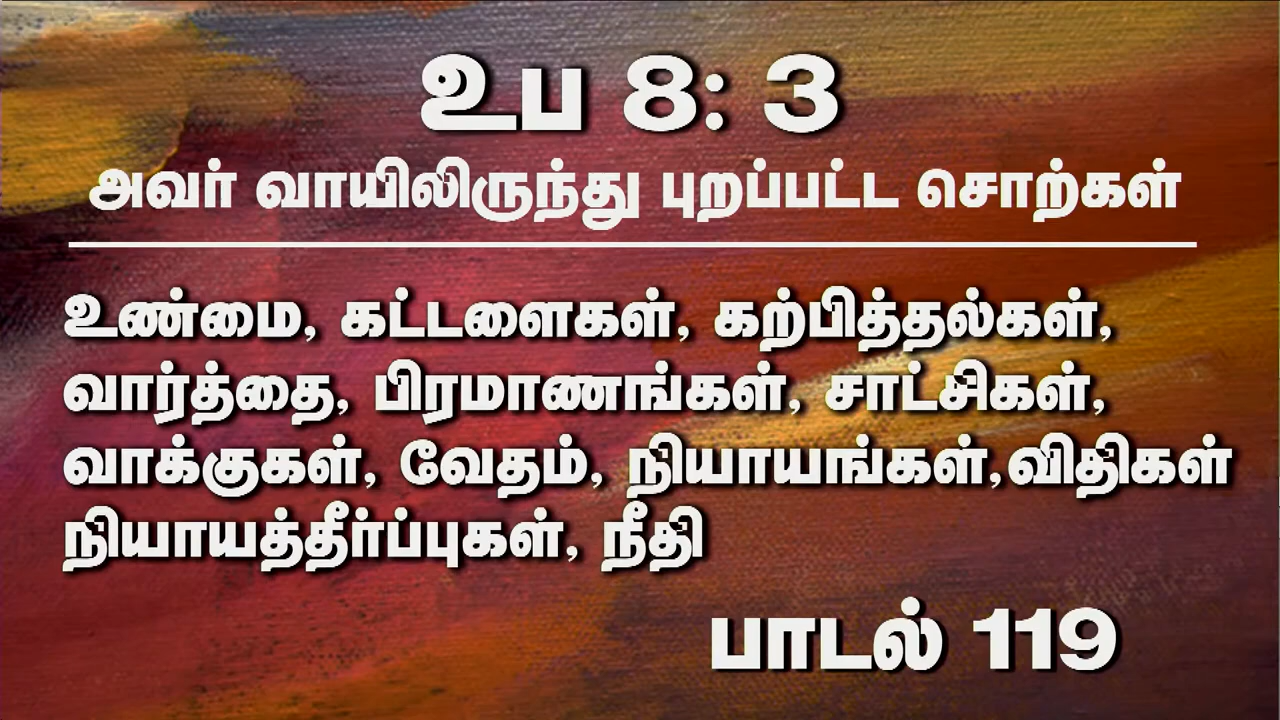 உப 8: 3
அவர் வாயிலிருந்து புறப்பட்ட சொற்கள்
உண்மை, கட்டளைகள், கற்பித்தல்கள்,
வார்த்தை, பிரமாணங்கள், சாட்சிகள்,
வாக்குகள், வேதம், நியாயங்கள்,விதிகள்
நியாயத்தீர்ப்புகள், நீதி
பாடல் 119